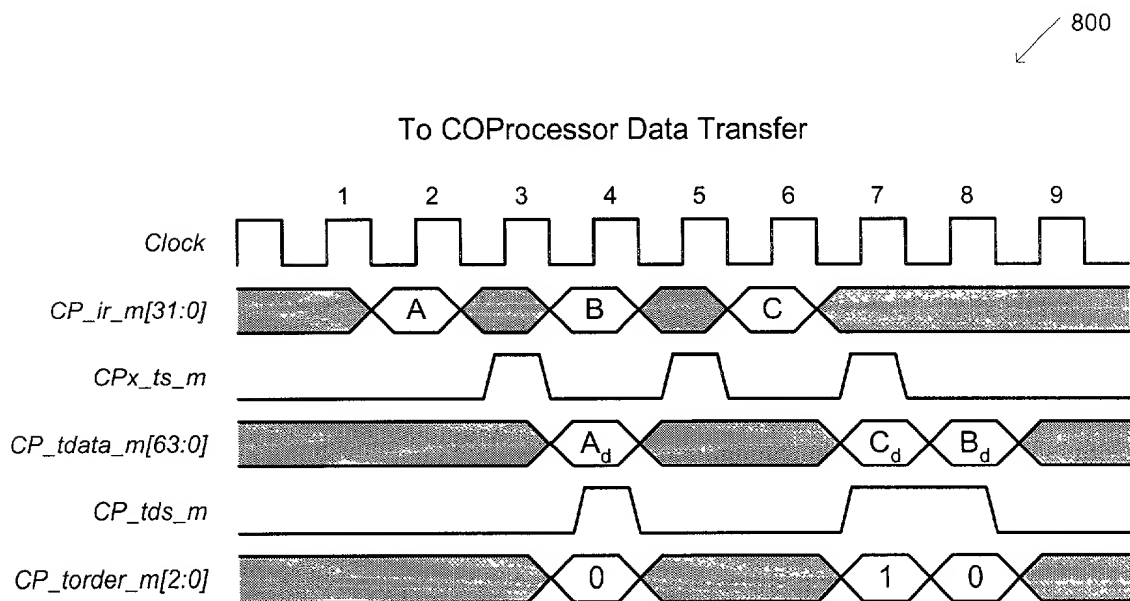 800
To COProcessor Data Transfer
1 2 3 4 5 6 7 8 9
Clock
CP_ir_m[31:0] A B C
CPx_ts_m
CP_tdata_m[63:0] Ad Cd Bd
CP_tds_m
CP_torder_m[2:0] 0 1 0